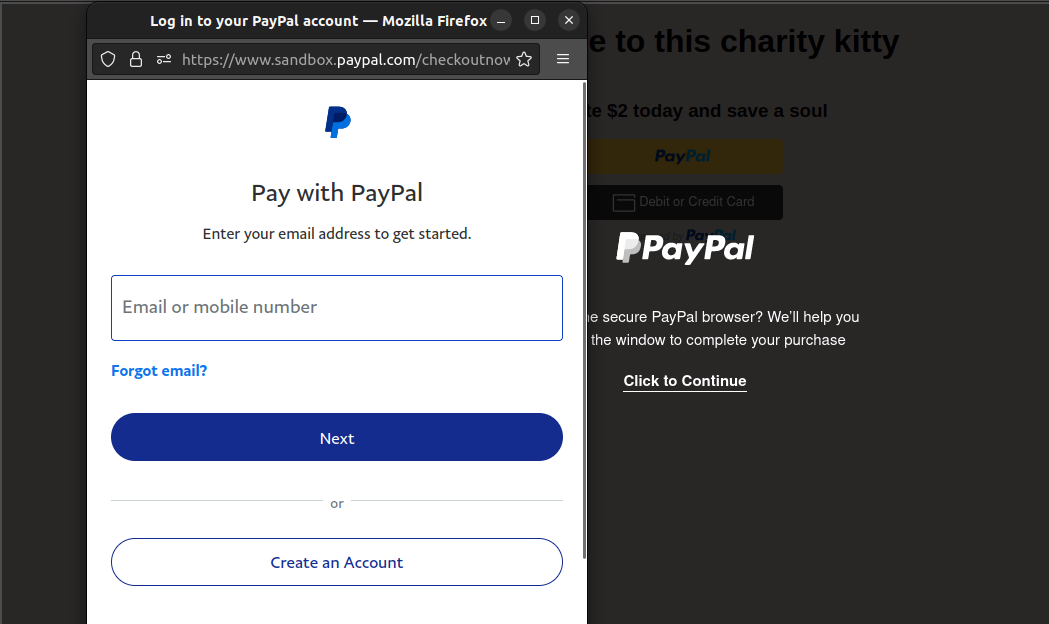 Log in to your PayPal account — Mozilla Firefox
https://www.sandbox.paypal.com/checkoutnow
Pay with PayPal
Enter your email address to get started.
Email or mobile number
Forgot email?
Next
or
Create an Account
e to this charity kitty
te $2 today and save a soul
PayPal
Debit or Credit Card
by PayPal
PayPal
e secure PayPal browser? We'll help you
the window to complete your purchase
Click to Continue